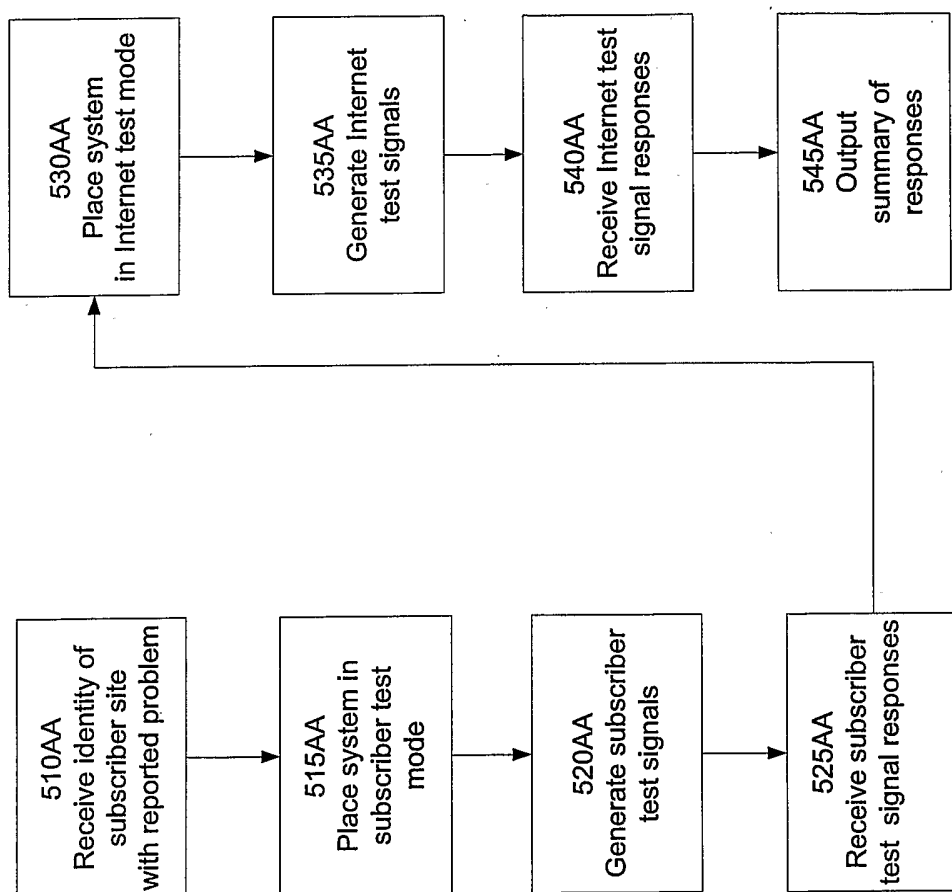 510AA
Receive identity of
subscriber site
with reported problem
515AA
Place system in
subscriber test
mode
520AA
Generate subscriber
test signals
525AA
Receive subscriber
test signal responses
530AA
Place system
in Internet test mode
535AA
Generate Internet
test signals
540AA
Receive Internet test
signal responses
545AA
Output
summary of
responses